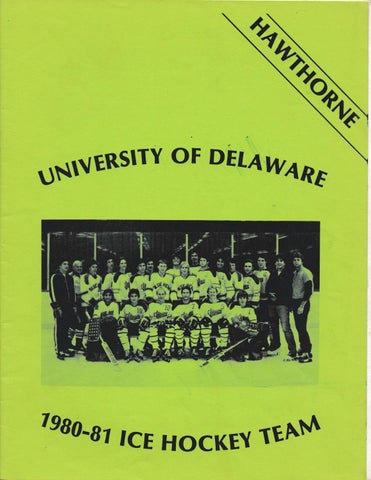 HAWTHORNE
UNIVERSITY OF DELAWARE
1980-81 ICE HOCKEY TEAM